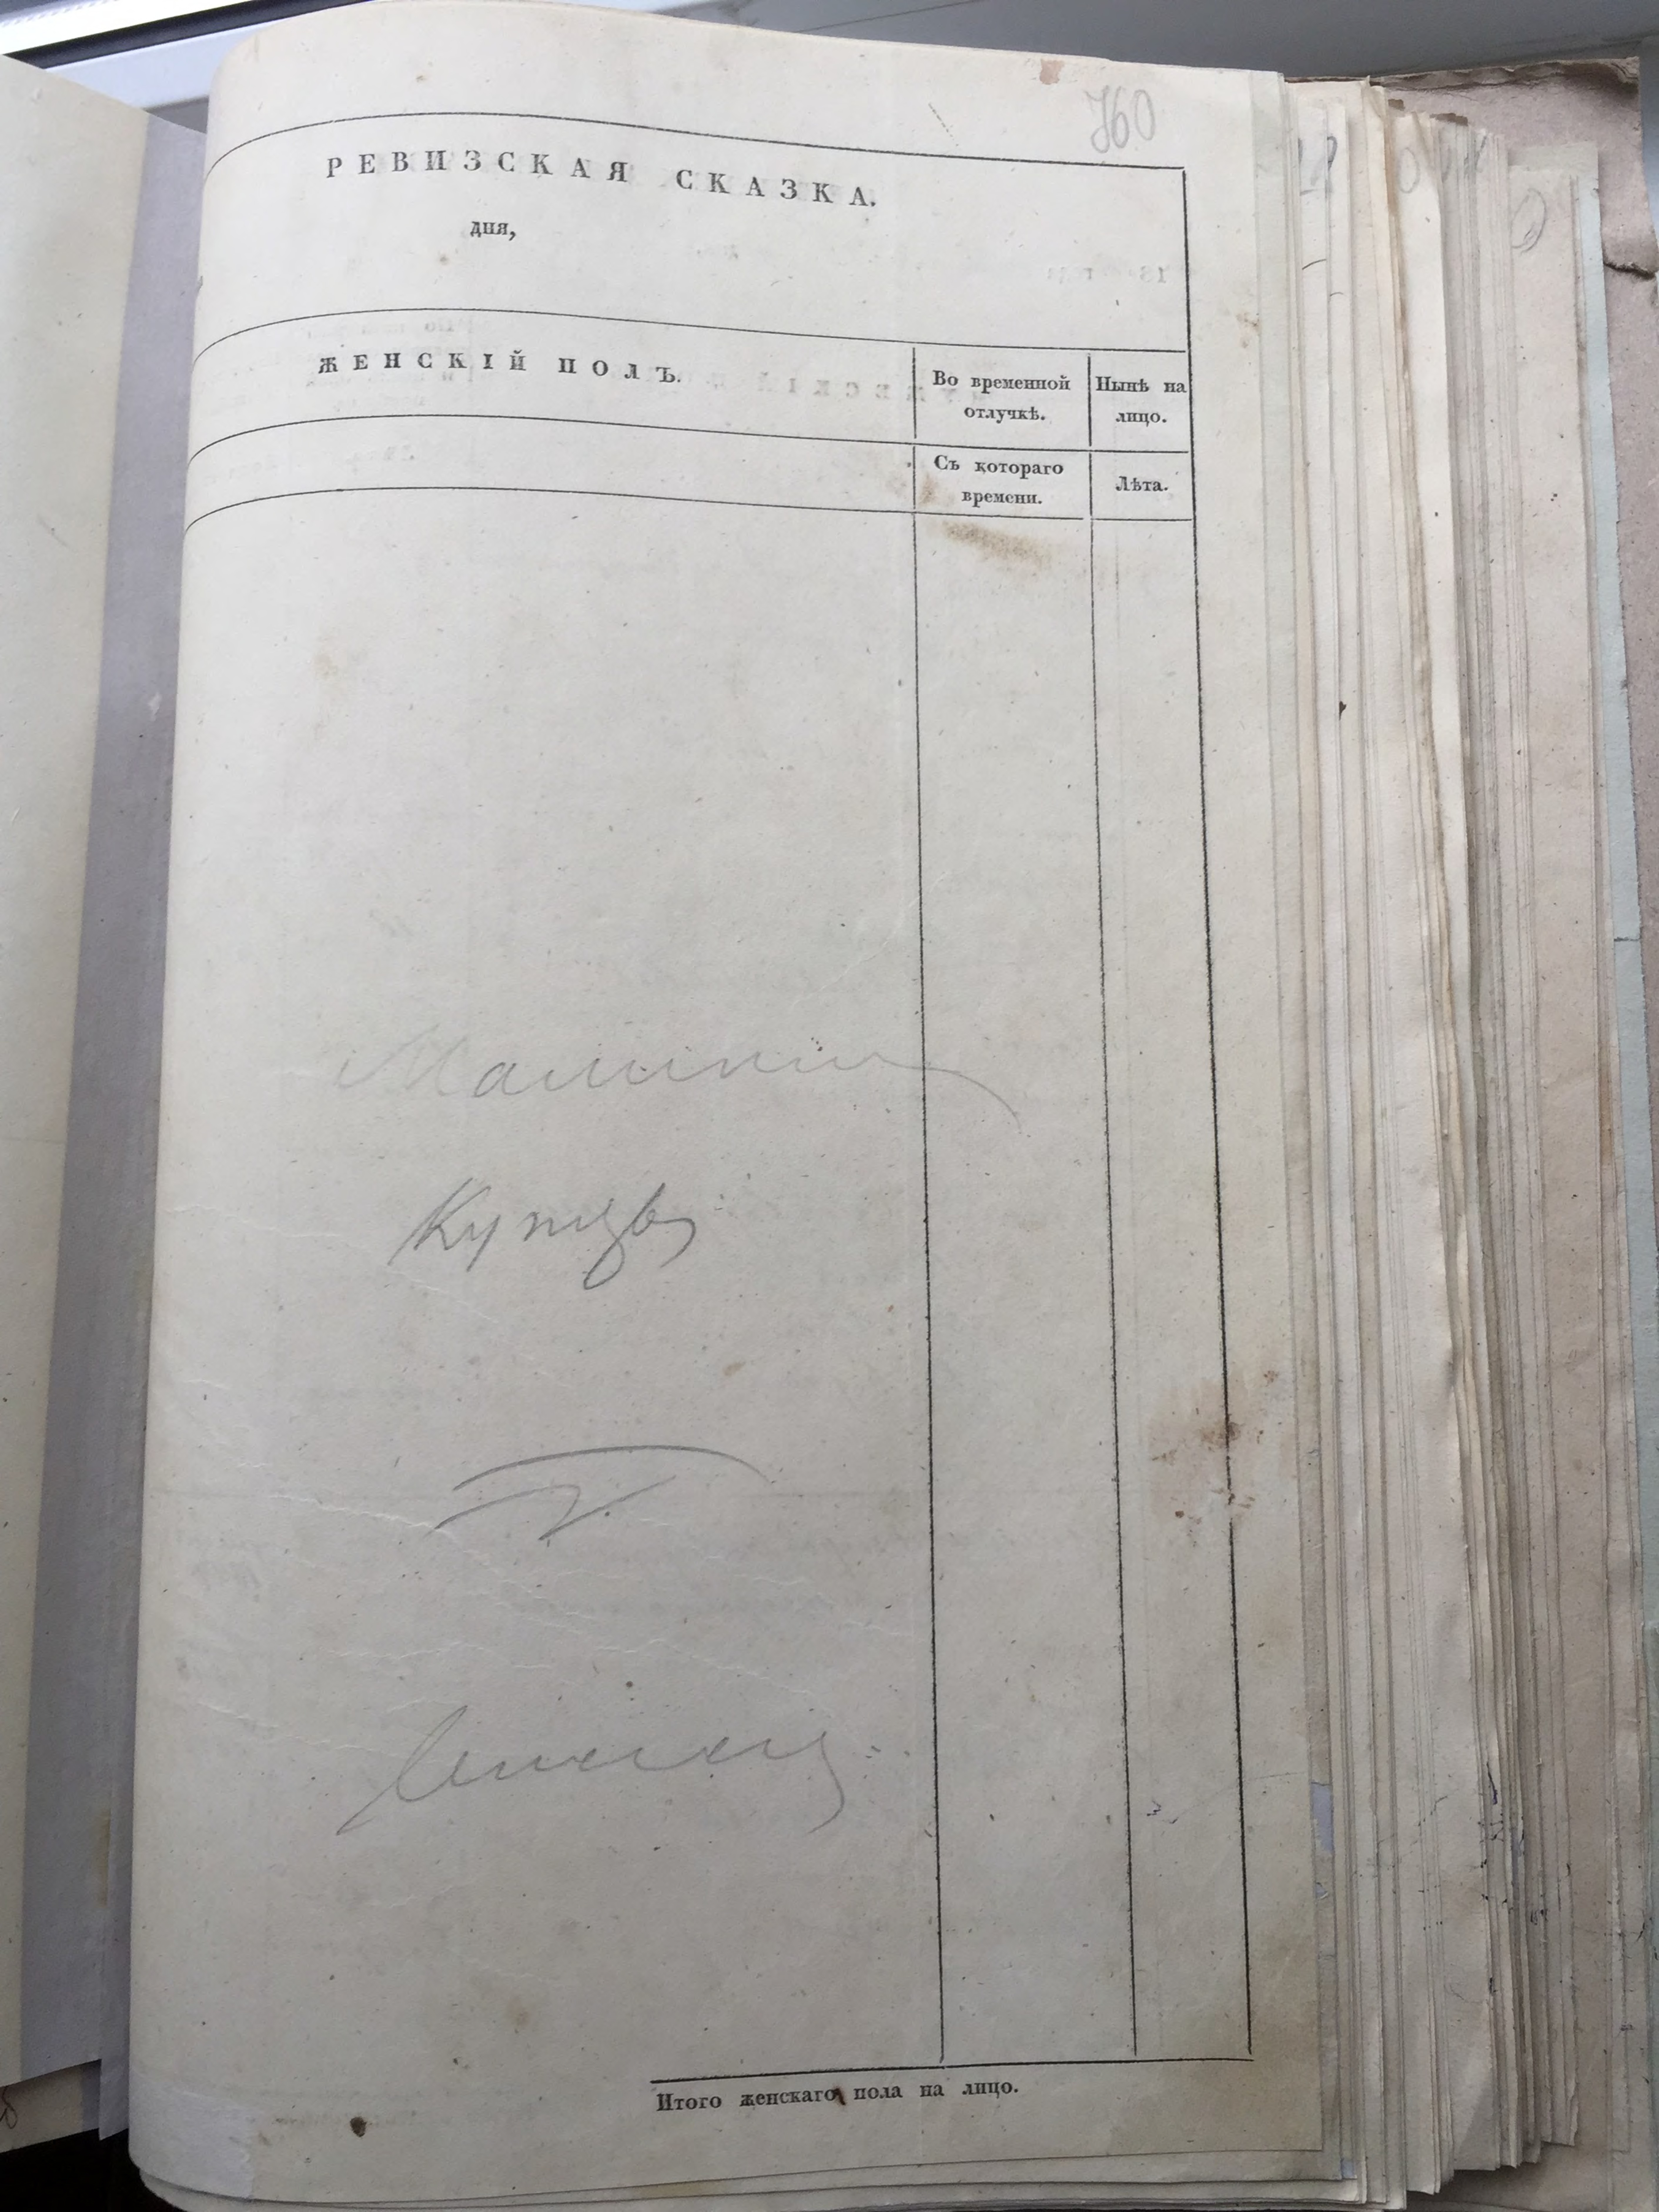 760
РЕВИЗСКАЯ СКАЗКА.
дня,
ЖЕНСКІЙ ПОЛЪ.
Во временной отлучкѣ.
Нынѣ на лицо.
Съ котораго времени.
Лѣта.
Итого женскаго пола на лицо.